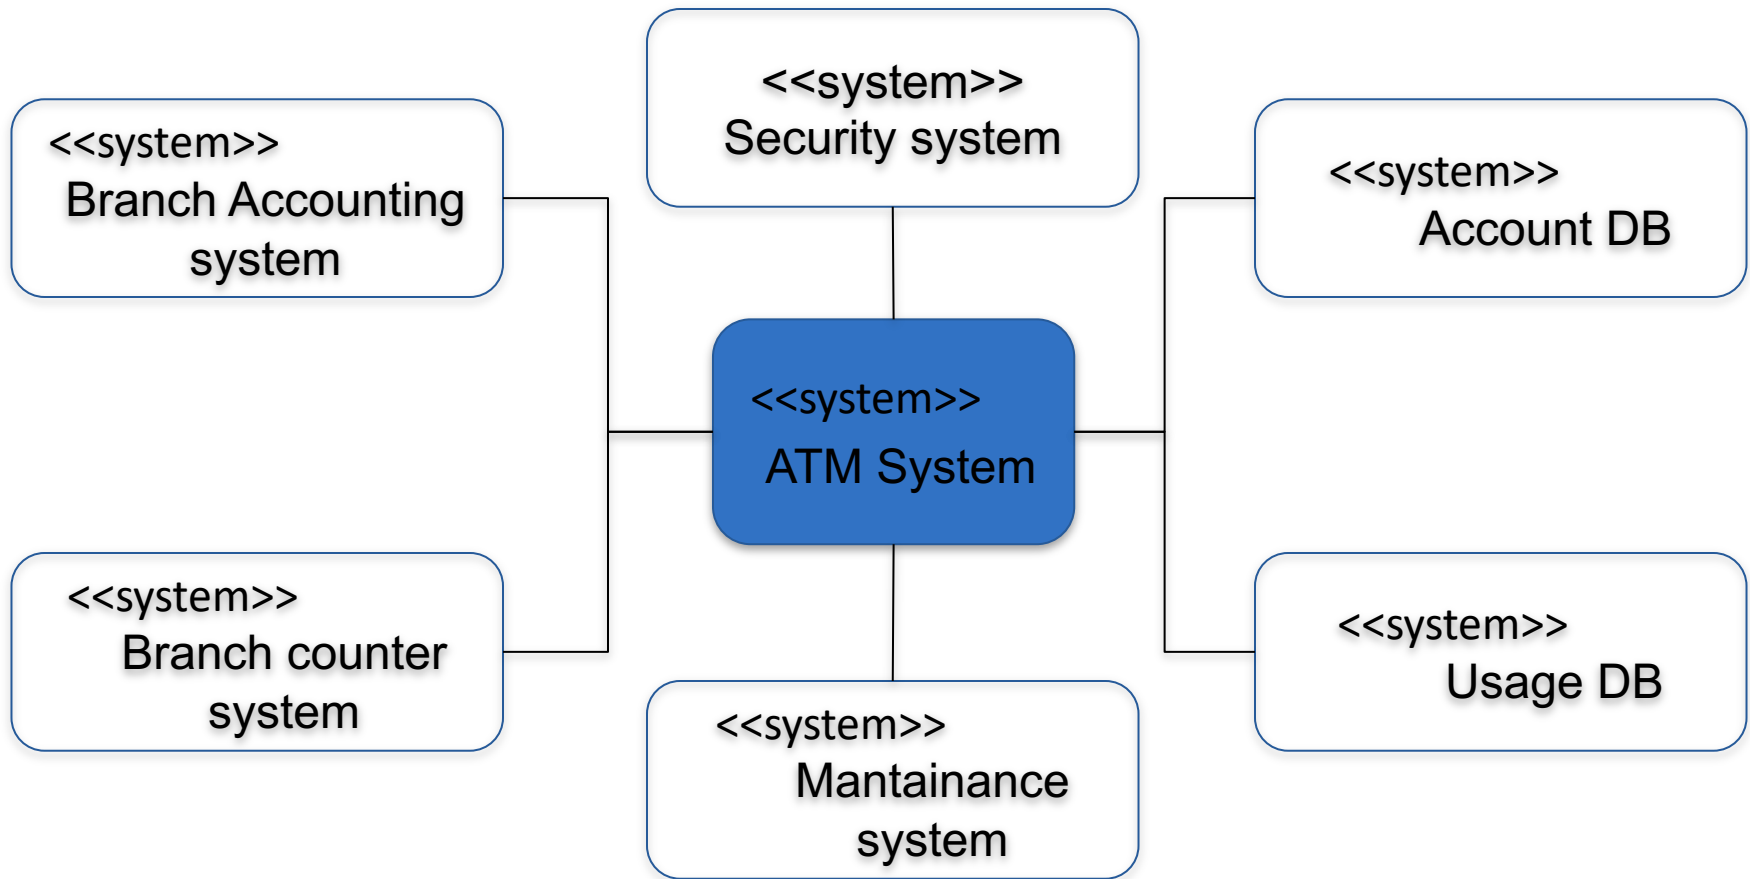 <<system>>
Security system
<<system>>
Branch Accounting
system
<<system>>
Account DB
<<system>>
ATM System
<<system>>
Branch counter
system
<<system>>
Usage DB
<<system>>
Mantainance
system